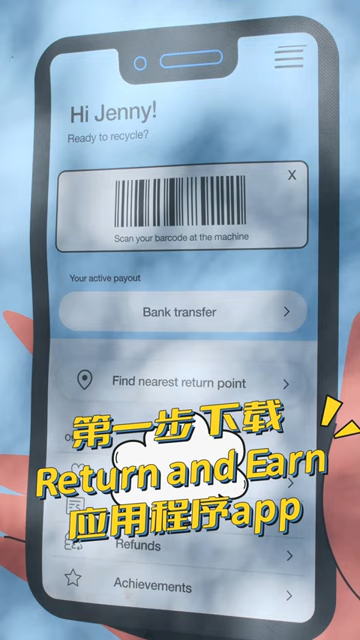 Hi Jenny!
Ready to recycle?
X
Scan your barcode at the machine
Your active payout
Bank transfer
Find nearest return point
第一步下载
Return and Earn
应用程序app
Refunds
Achievements